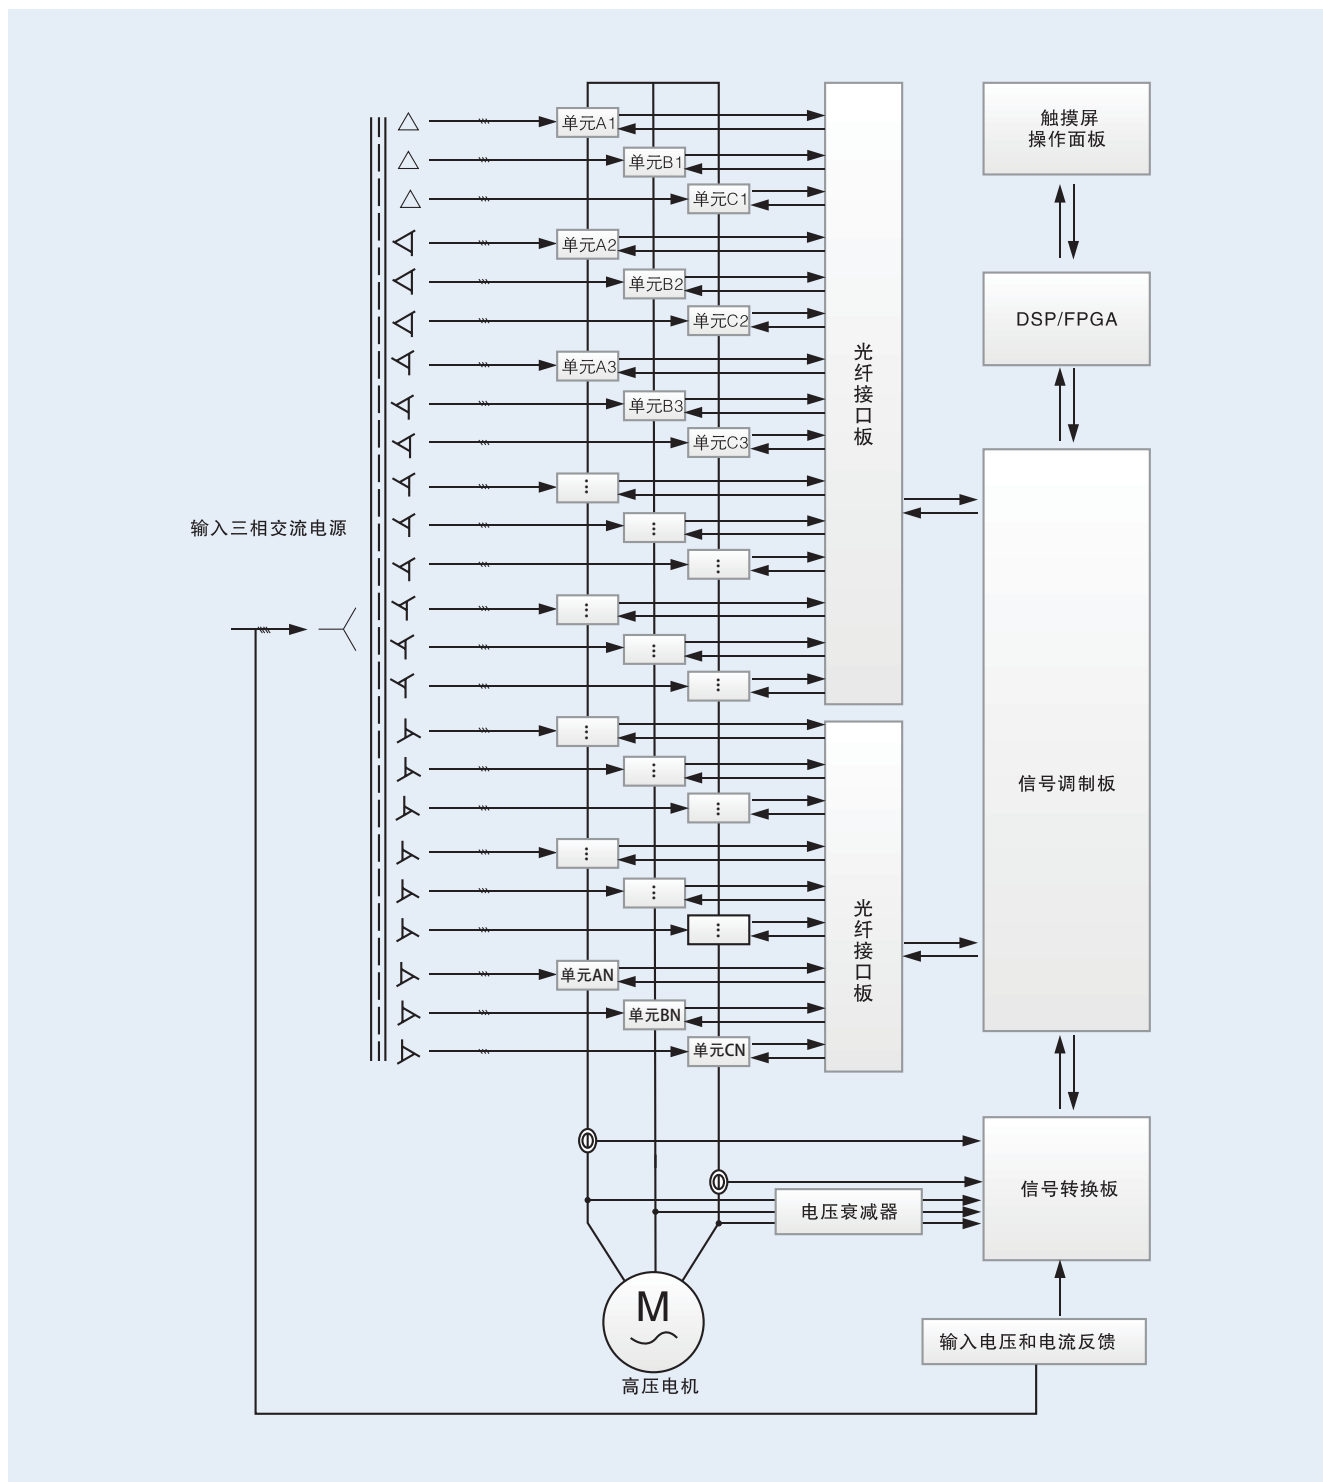 单元A1
单元B1
单元C1
单元A2
单元B2
单元C2
单元A3
单元B3
单元C3
⋮
⋮
⋮
⋮
⋮
⋮
⋮
⋮
⋮
⋮
⋮
⋮
单元AN
单元BN
单元CN
输入三相交流电源
光纤接口板
光纤接口板
触摸屏
操作面板
DSP/FPGA
信号调制板
信号转换板
电压衰减器
输入电压和电流反馈
M
高压电机